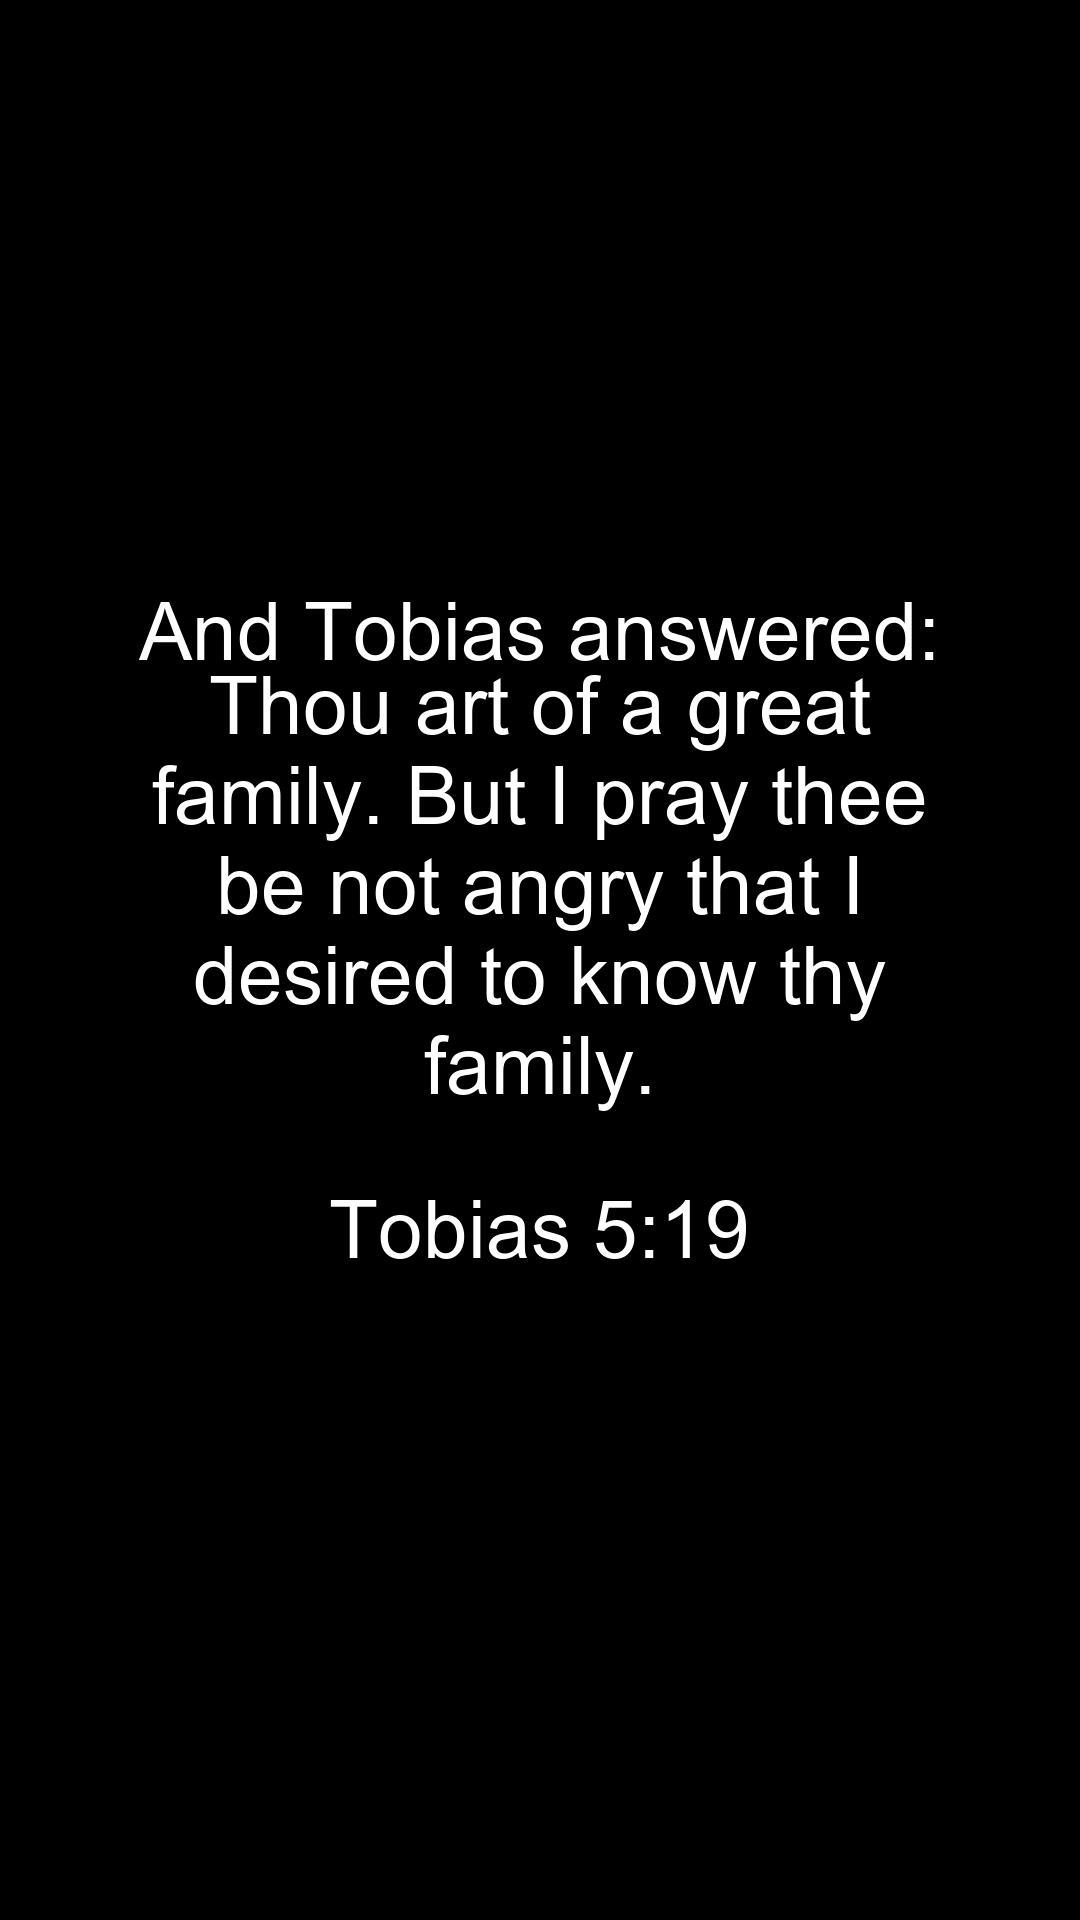 And Tobias answered:
Thou art of a great
family. But I pray thee
be not angry that I
desired to know thy
family.
Tobias 5:19